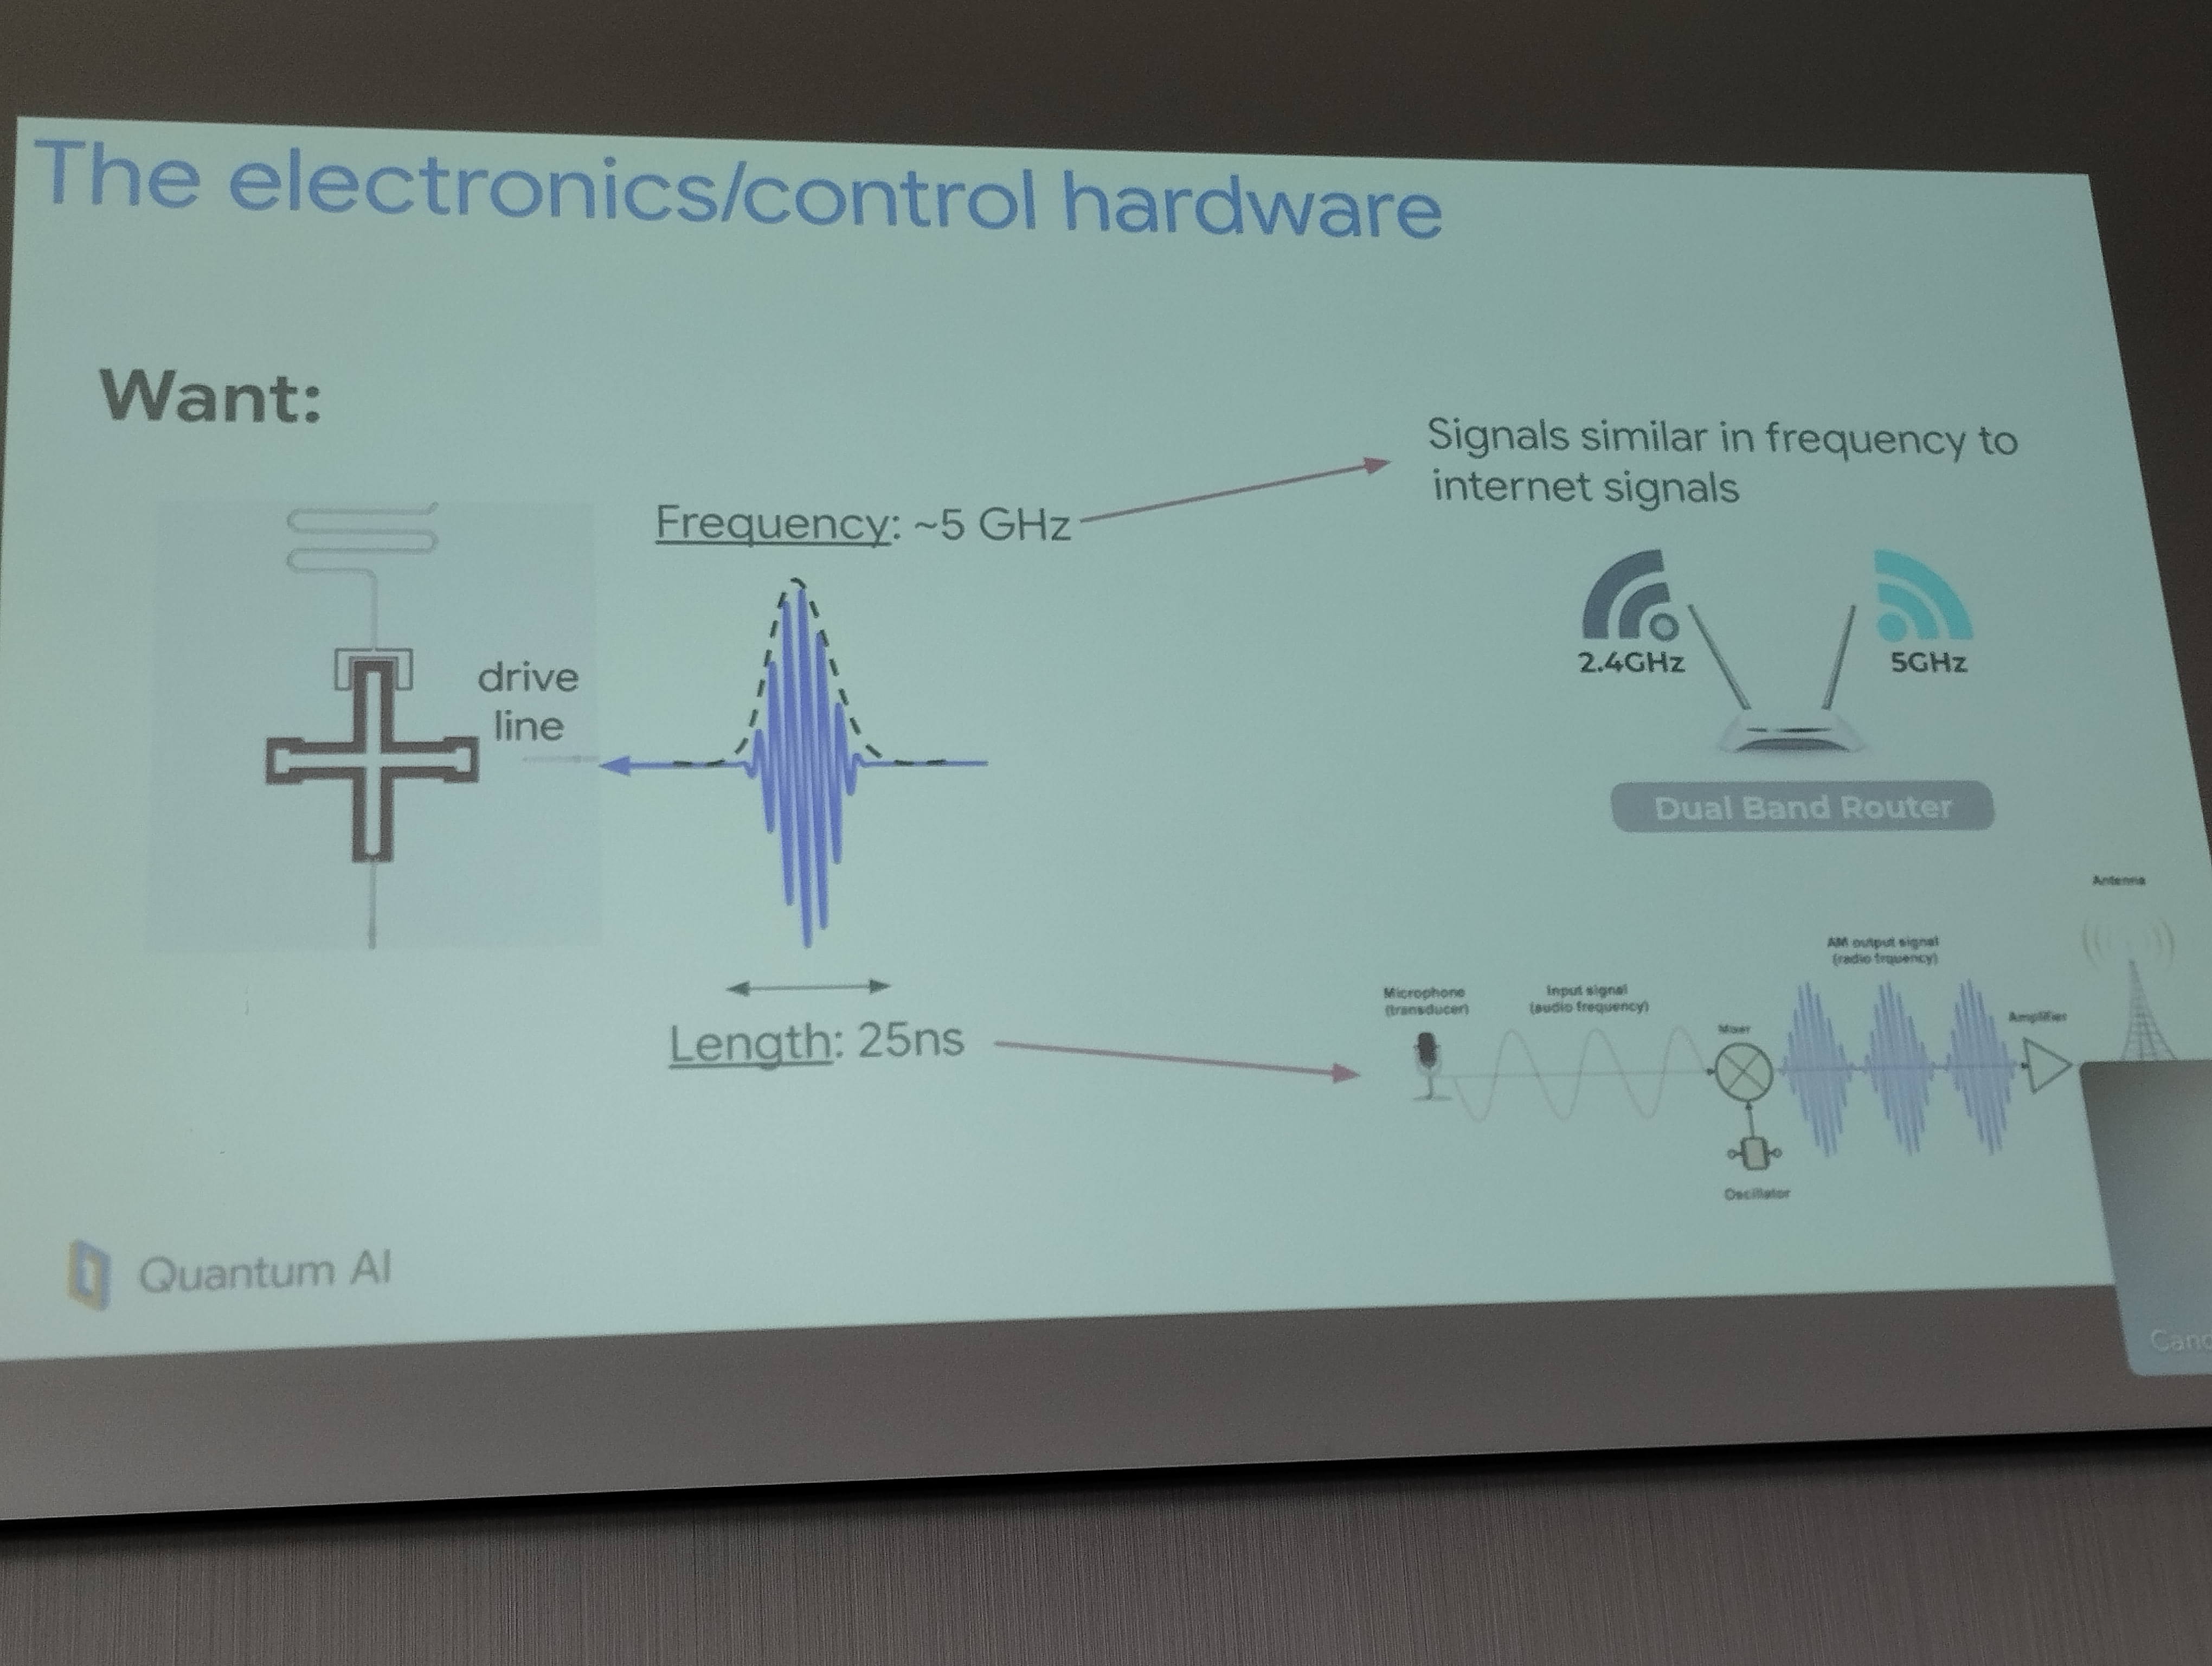 The electronics/control hardware
Want:
drive
line
Frequency: ~5 GHz
Length: 25ns
Signals similar in frequency to
internet signals
2.4GHz
5GHz
Dual Band Router
Antenna
AM output signal
(radio frquency)
Microphone
(transducer)
Input signal
(audio frequency)
Mixer
Amplifier
Oscillator
Quantum AI